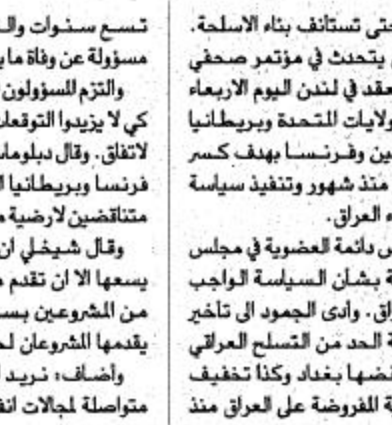 حتى تستأنف بناء الاسلحة.
يتحدث في مؤتمر صحفي
عقد في لندن اليوم الاربعاء
ولايات المتحدة وبريطانيا
ين وفرنسا بهدف كسر
منذ شهور وتنفيذ سياسة
العراق.
س دائمة العضوية في مجلس
ة بشأن السياسة الواجب
اق. وأدى الجمود الى تأخير
ة الحد من التسلح العراقي
فضها بغداد وكذا تخفيف
ة المفروضة على العراق منذ
تسع سنوات وال
مسؤولة عن وفاة ما ي
والتزم المسؤولون
كي لا يزيدوا التوقعات
لاتفاق. وقال دبلوما
فرنسا وبريطانيا ا
متناقضين لارضية م
وقال شيخلي ان
يسعها الا ان تقدم م
من المشروعين بس
يقدمها المشروعان لح
وأضاف، نريد ا
متواصلة لمجالات انف